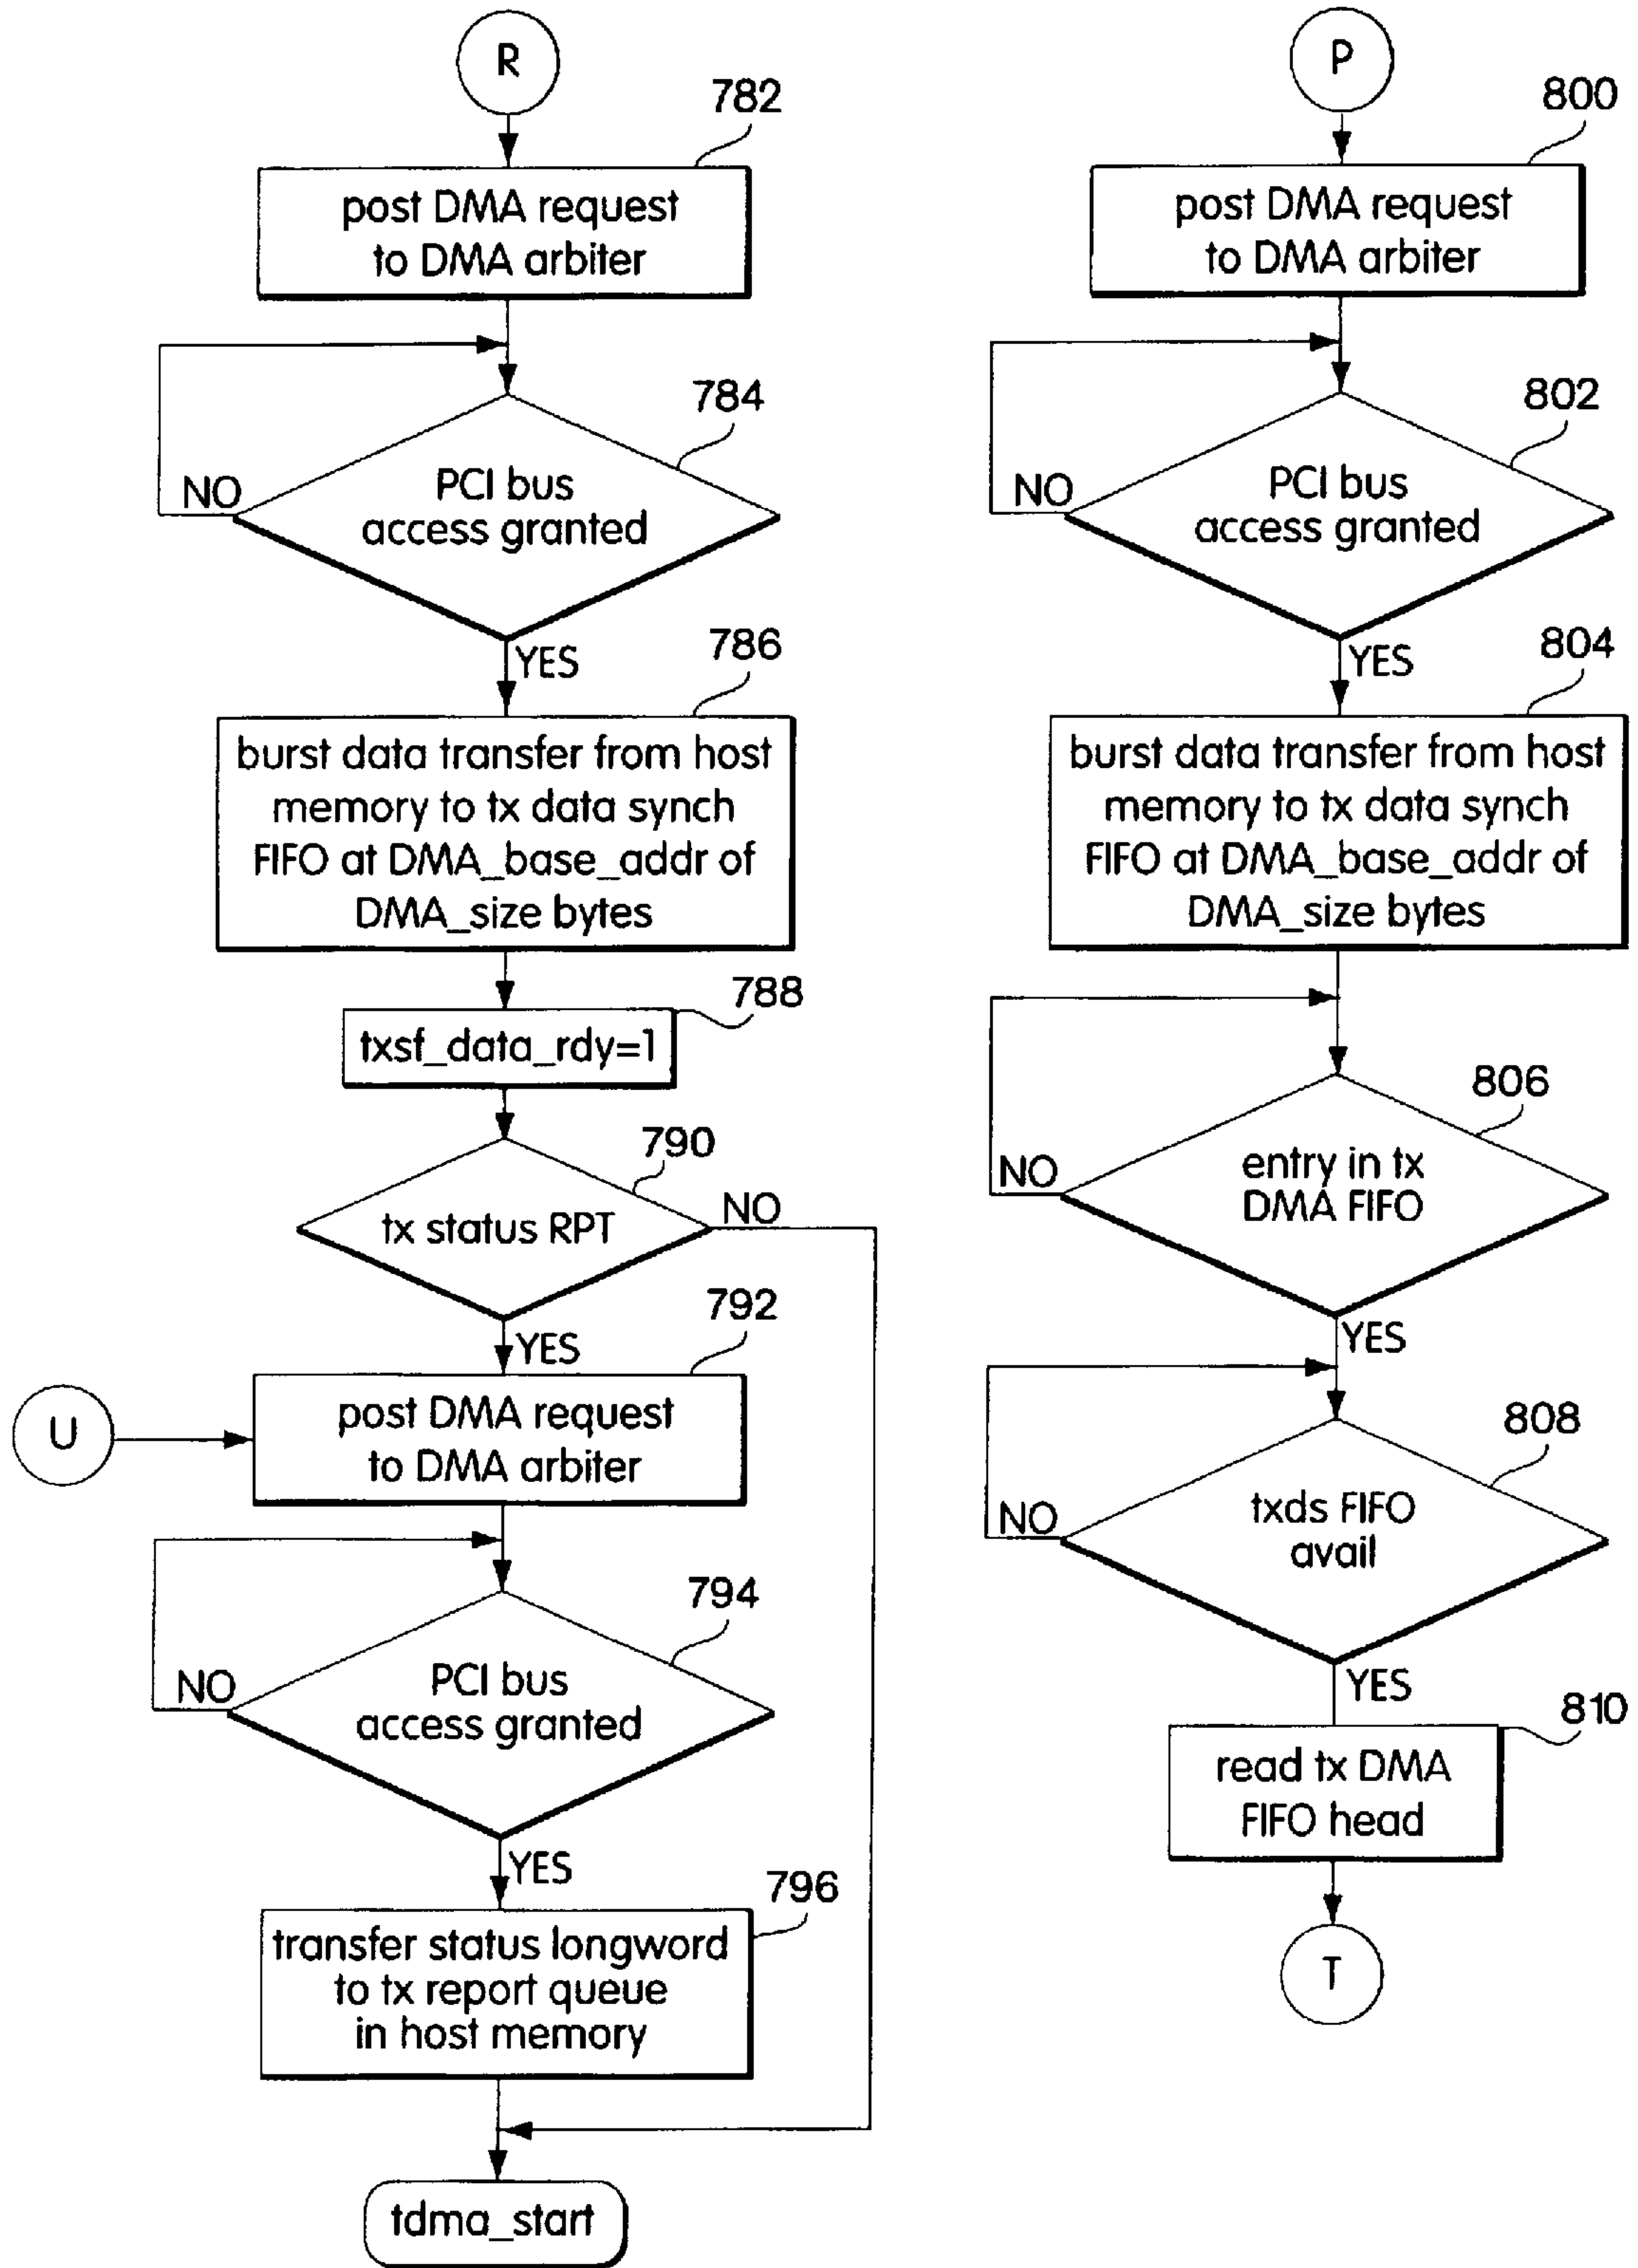 R
782
post DMA request
to DMA arbiter
784
PCI bus
access granted
NO
YES
786
burst data transfer from host
memory to tx data synch
FIFO at DMA_base_addr of
DMA_size bytes
788
txsf_data_rdy=1
790
tx status RPT
NO
YES
792
U
post DMA request
to DMA arbiter
794
PCI bus
access granted
NO
YES
796
transfer status longword
to tx report queue
in host memory
tdma_start
P
800
post DMA request
to DMA arbiter
802
PCI bus
access granted
NO
YES
804
burst data transfer from host
memory to tx data synch
FIFO at DMA_base_addr of
DMA_size bytes
806
entry in tx
DMA FIFO
NO
YES
808
txds FIFO
avail
NO
YES
810
read tx DMA
FIFO head
T